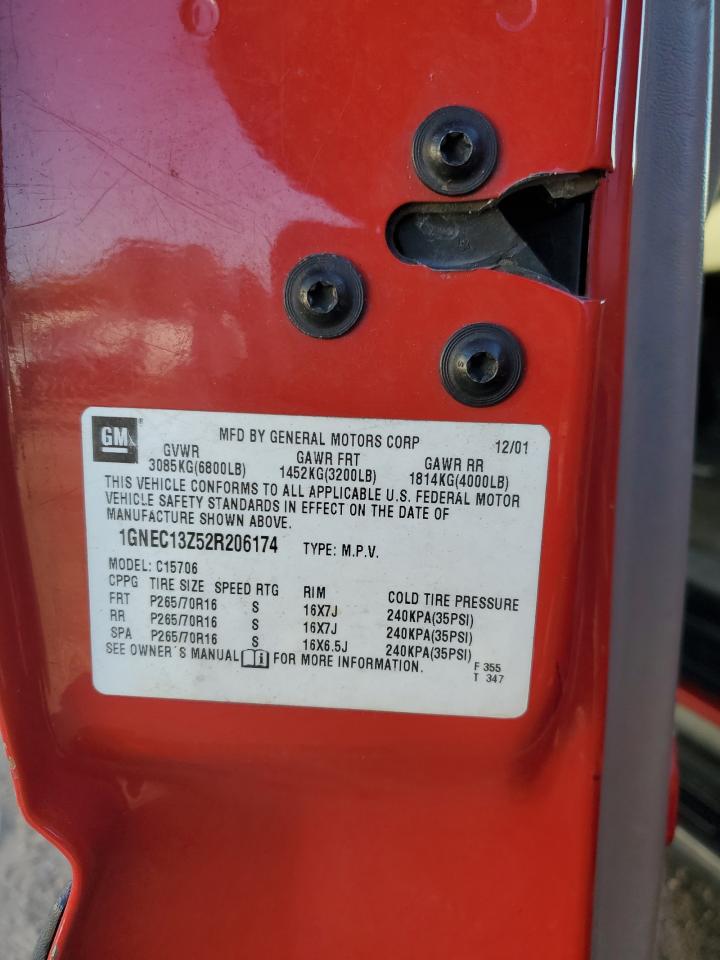 GM
MFD BY GENERAL MOTORS CORP 12/01
GVWR GAWR FRT GAWR RR
3085KG(6800LB) 1452KG(3200LB) 1814KG(4000LB)
THIS VEHICLE CONFORMS TO ALL APPLICABLE U.S. FEDERAL MOTOR
VEHICLE SAFETY STANDARDS IN EFFECT ON THE DATE OF
MANUFACTURE SHOWN ABOVE.
1GNEC13Z52R206174 TYPE: M.P.V.
MODEL: C15706
CPPG TIRE SIZE SPEED RTG RIM COLD TIRE PRESSURE
FRT P265/70R16 S 16X7J 240KPA(35PSI)
RR P265/70R16 S 16X7J 240KPA(35PSI)
SPA P265/70R16 S 16X6.5J 240KPA(35PSI)
SEE OWNER'S MANUAL FOR MORE INFORMATION.
F 355
T 347